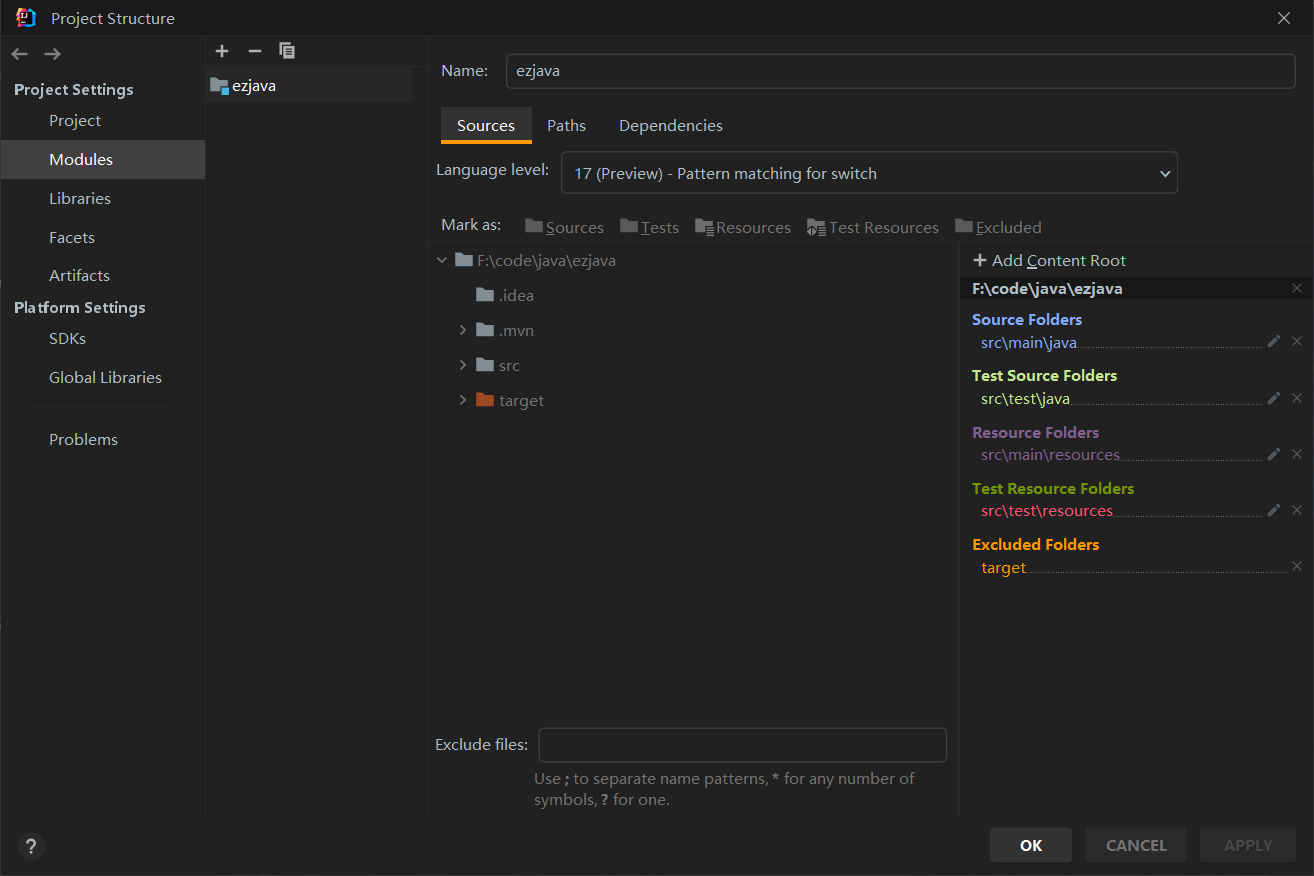 Project Structure
Project Settings
Project
Modules
Libraries
Facets
Artifacts
Platform Settings
SDKs
Global Libraries
Problems
ezjava
Name: ezjava
Sources Paths Dependencies
Language level: 17 (Preview) - Pattern matching for switch
Mark as: Sources Tests Resources Test Resources Excluded
F:\code\java\ezjava
.idea
.mvn
src
target
Exclude files:
Use ; to separate name patterns, * for any number of
symbols, ? for one.
+ Add Content Root
F:\code\java\ezjava
Source Folders
src\main\java
Test Source Folders
src\test\java
Resource Folders
src\main\resources
Test Resource Folders
src\test\resources
Excluded Folders
target
?
OK CANCEL APPLY